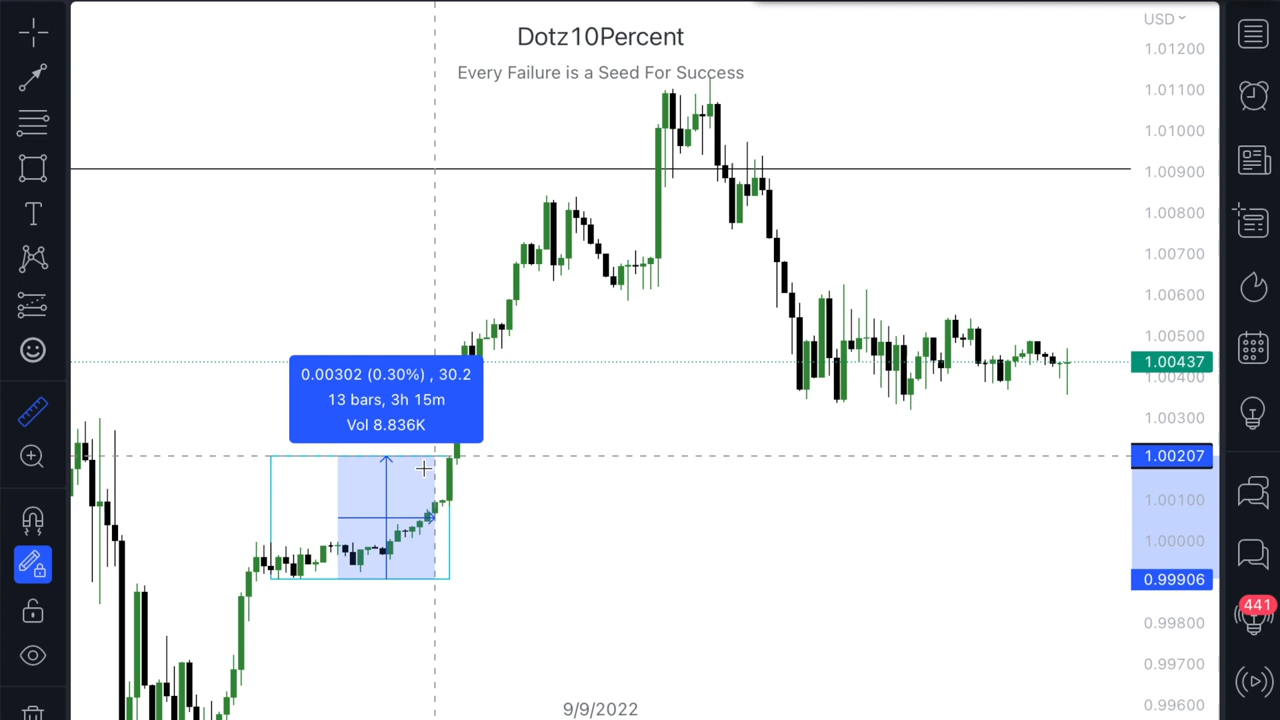 Dotz10Percent
Every Failure is a Seed For Success
USD
1.01200
1.01100
1.01000
1.00900
1.00800
1.00700
1.00600
1.00500
1.00437
1.00400
1.00300
1.00207
1.00100
1.00000
0.99906
0.99800
0.99700
0.99600
0.00302 (0.30%) , 30.2
13 bars, 3h 15m
Vol 8.836K
9/9/2022
T
441